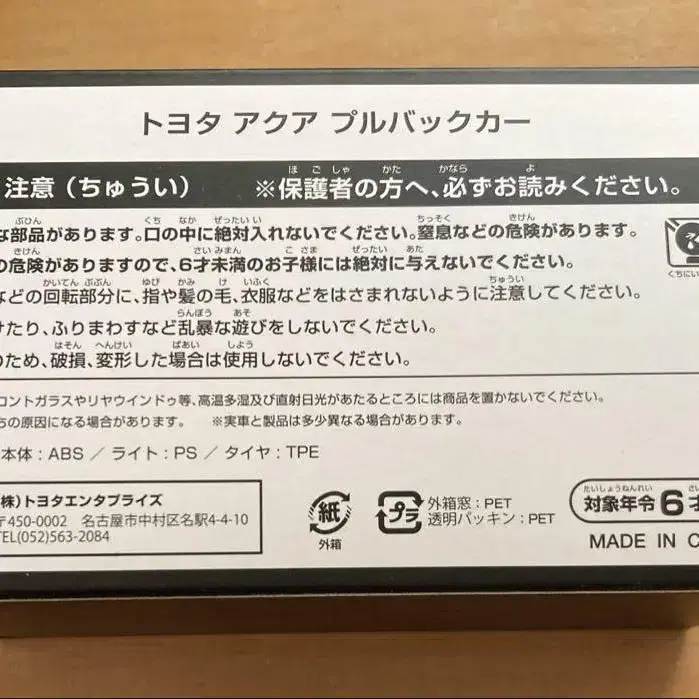 トヨタ アクア プルバックカー
注意（ちゅうい） ※保護者の方へ、必ずお読みください。
な部品があります。口の中に絶対入れないでください。窒息などの危険があります。
の危険がありますので、6才未満のお子様には絶対に与えないでください。
などの回転部分に、指や髪の毛、衣服などをはさまれないように注意してください。
けたり、ふりまわすなど乱暴な遊びをしないでください。
のため、破損、変形した場合は使用しないでください。
ロントガラスやリヤウインドゥ等、高温多湿及び直射日光があたるところには商品を置かないでください。
ちの原因になる場合があります。 ※実車と製品は多少異なる場合があります。
本体：ABS ／ ライト：PS ／ タイヤ：TPE
(株)トヨタエンタプライズ
〒450-0002 名古屋市中村区名駅4-4-10
TEL(052)563-2084
紙
外箱
プラ
外箱窓：PET
透明パッキン：PET
対象年令 6才
MADE IN C